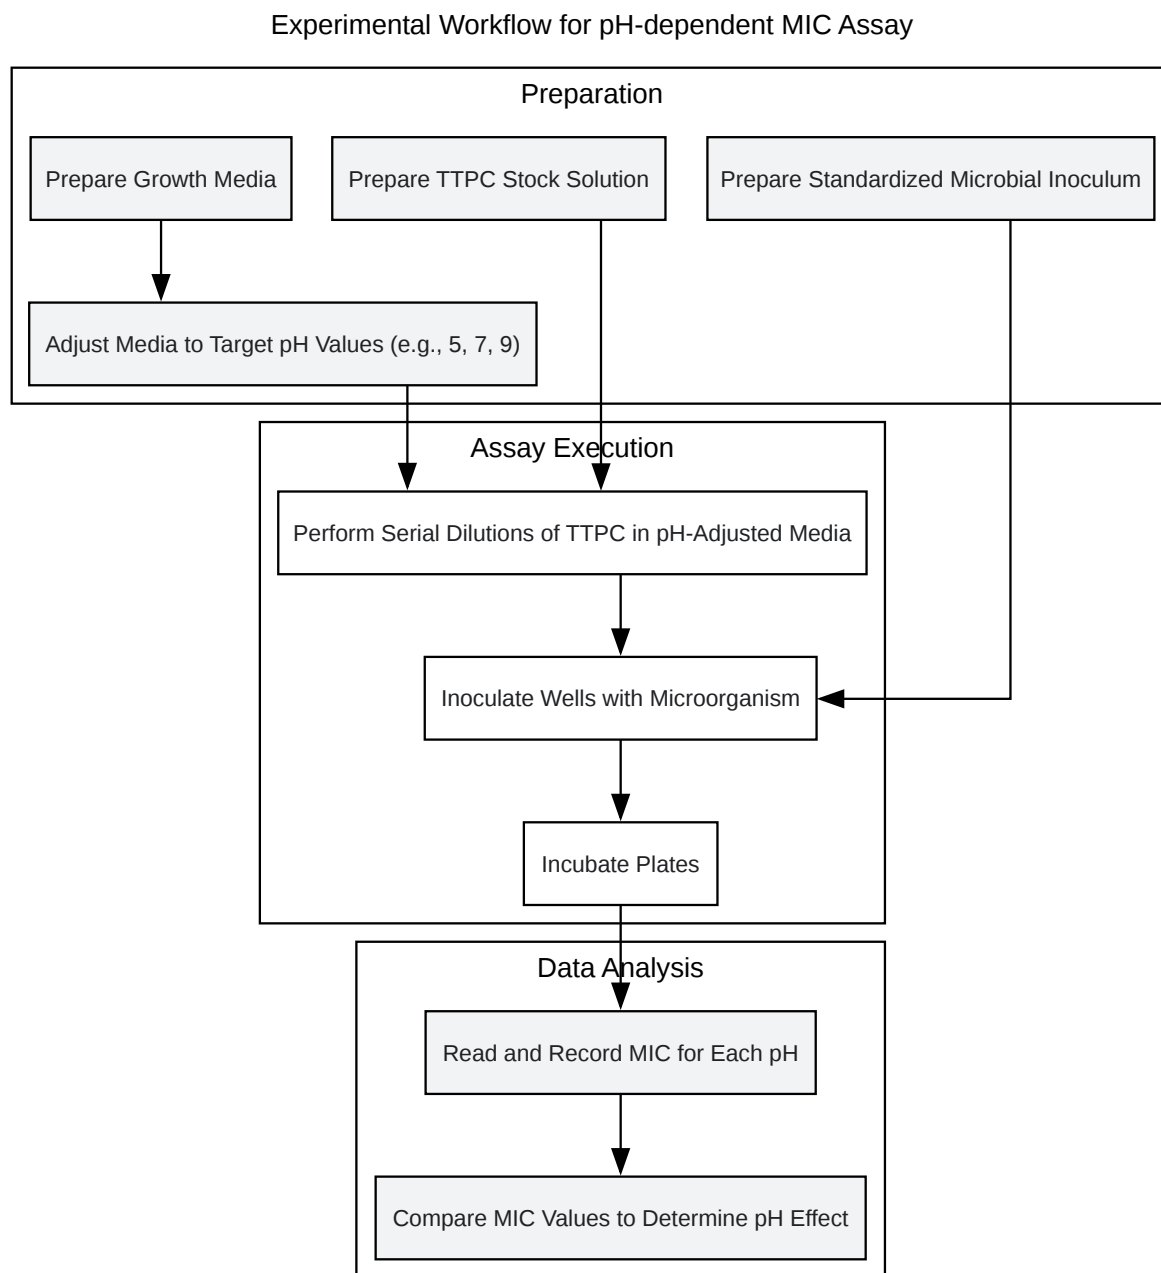 Experimental Workflow for pH-dependent MIC Assay
Preparation
Prepare Growth Media
Prepare TTPC Stock Solution
Prepare Standardized Microbial Inoculum
Adjust Media to Target pH Values (e.g., 5, 7, 9)
Assay Execution
Perform Serial Dilutions of TTPC in pH-Adjusted Media
Inoculate Wells with Microorganism
Incubate Plates
Data Analysis
Read and Record MIC for Each pH
Compare MIC Values to Determine pH Effect